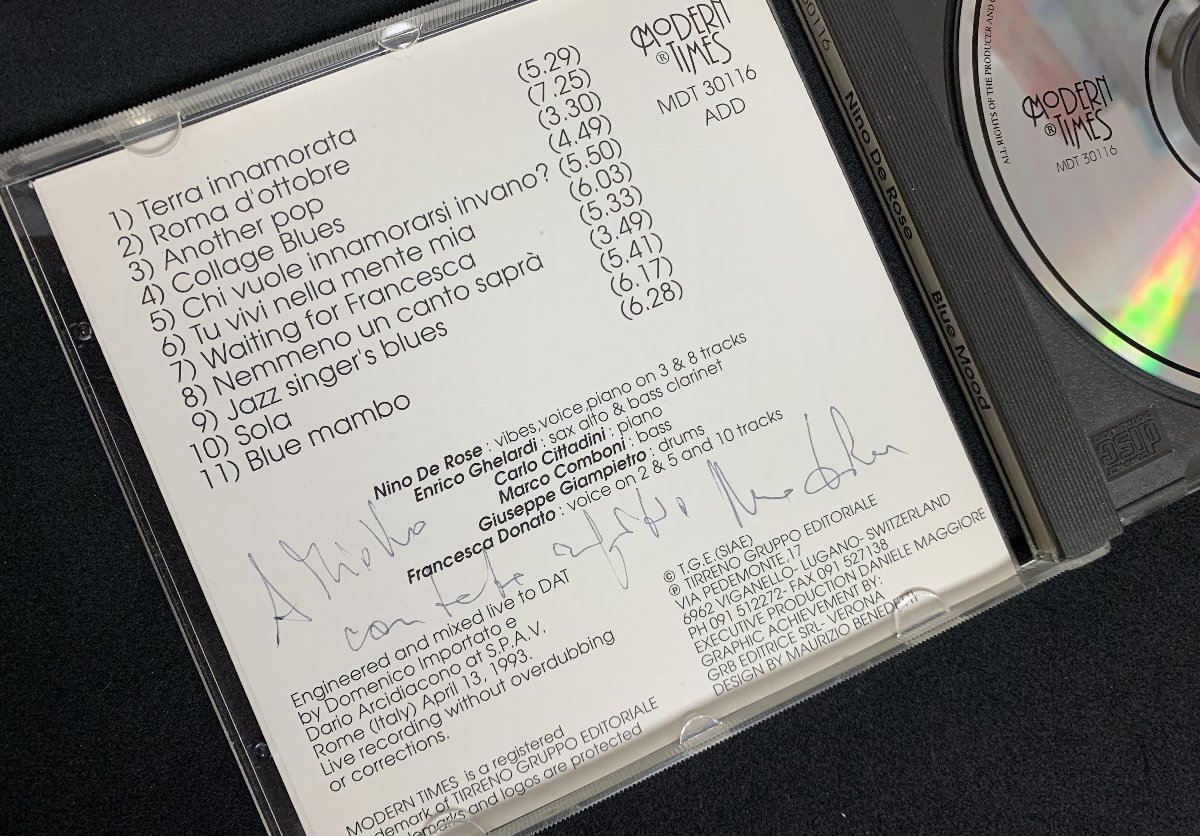 1) Terra innamorata (5.29)
2) Roma d'ottobre (7.25)
3) Another pop (3.30)
4) Collage Blues (4.49)
5) Chi vuole innamorarsi invano? (5.50)
6) Tu vivi nella mente mia (6.03)
7) Waiting for Francesca (5.33)
8) Nemmeno un canto saprà (3.49)
9) Jazz singer's blues (5.41)
10) Sola (6.17)
11) Blue mambo (6.28)
MODERN
® TIMES
MDT 30116
ADD
Nino De Rose : vibes, voice piano on 3 & 8 tracks
Enrico Ghelardi : sax alto & bass clarinet
Carlo Cittadini : piano
Marco Comboni : bass
Giuseppe Giampietro : drums
Francesca Donato : voice on 2 & 5 and 10 tracks
A
con
Engineered and mixed live to DAT
by Domenico Importato e
Dario Arcidiacono at S.P.A.V.
Rome (Italy) April 13, 1993.
Live recording without overdubbing
or corrections.
MODERN TIMES is a registered
demark of TIRRENO GRUPPO EDITORIALE
demarks and logos are protected
© T.G.E. (SIAE)
℗ TIRRENO GRUPPO EDITORIALE
VIA PEDEMONTE, 17
6962 VIGANELLO- LUGANO- SWITZERLAND
PH 091 512272- FAX 091 527138
EXECUTIVE PRODUCTION DANIELE MAGGIORE
GRAPHIC ACHIEVEMENT BY:
GRB EDITRICE SRL- VERONA
DESIGN BY MAURIZIO BENEDETTI
30116 Nino De Rose Blue Mood
ALL RIGHTS OF THE PRODUCER AND
MODERN
® TIMES
MDT 30116